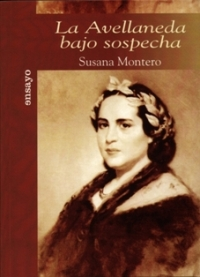 La Avellaneda
bajo sospecha
Susana Montero
ensayo